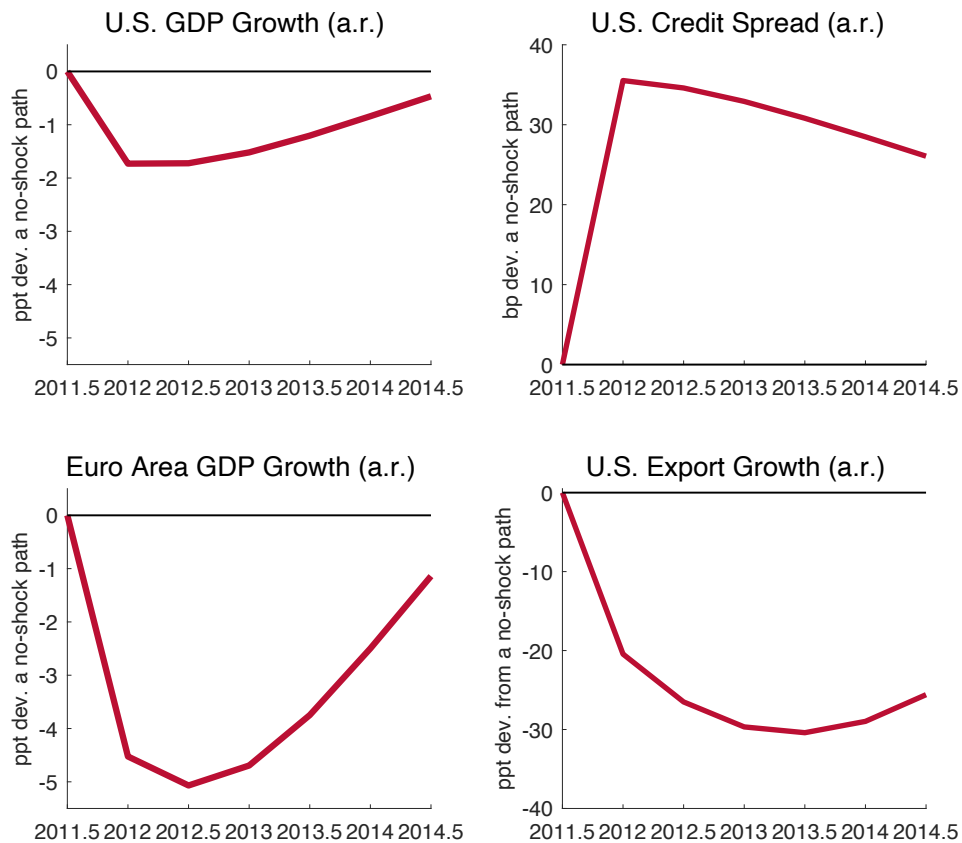 U.S. GDP Growth (a.r.)
ppt dev. a no-shock path
0
-1
-2
-3
-4
-5
2011.5 2012 2012.5 2013 2013.5 2014 2014.5
U.S. Credit Spread (a.r.)
bp dev. a no-shock path
40
30
20
10
0
2011.5 2012 2012.5 2013 2013.5 2014 2014.5
Euro Area GDP Growth (a.r.)
ppt dev. a no-shock path
0
-1
-2
-3
-4
-5
2011.5 2012 2012.5 2013 2013.5 2014 2014.5
U.S. Export Growth (a.r.)
ppt dev. from a no-shock path
0
-10
-20
-30
-40
2011.5 2012 2012.5 2013 2013.5 2014 2014.5